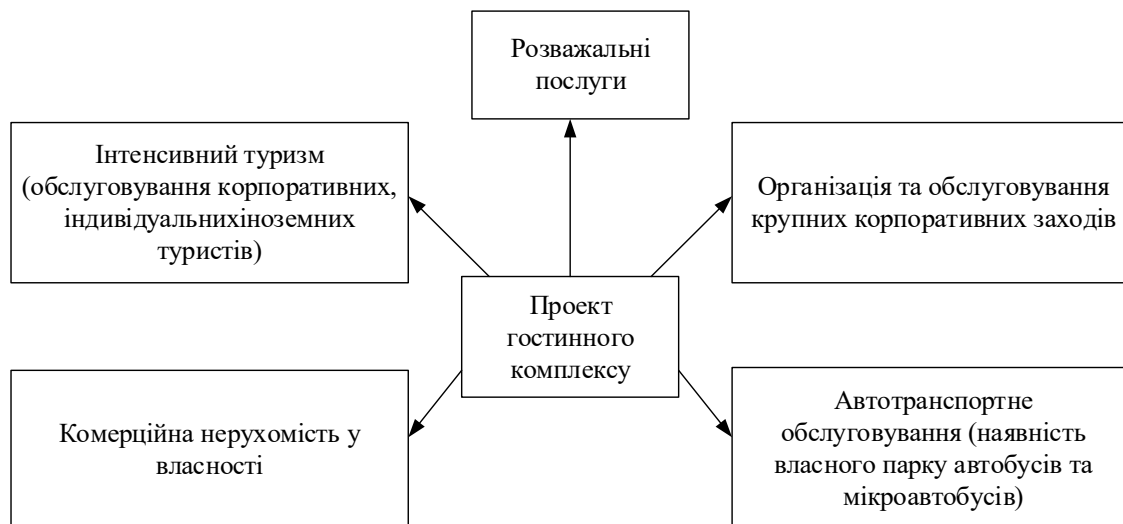 Розважальні
послуги
Інтенсивний туризм
(обслуговування корпоративних,
індивідуальнихіноземних
туристів)
Організація та обслуговування
крупних корпоративних заходів
Проект
гостинного
комплексу
Комерційна нерухомість у
власності
Автотранспортне
обслуговування (наявність
власного парку автобусів та
мікроавтобусів)